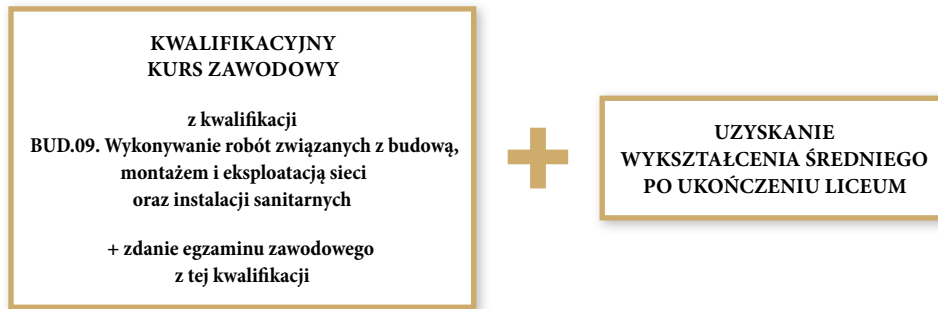 KWALIFIKACYJNY
KURS ZAWODOWY
z kwalifikacji
BUD.09. Wykonywanie robót związanych z budową,
montażem i eksploatacją sieci
oraz instalacji sanitarnych
+ zdanie egzaminu zawodowego
z tej kwalifikacji
+
UZYSKANIE
WYKSZTAŁCENIA ŚREDNIEGO
PO UKOŃCZENIU LICEUM